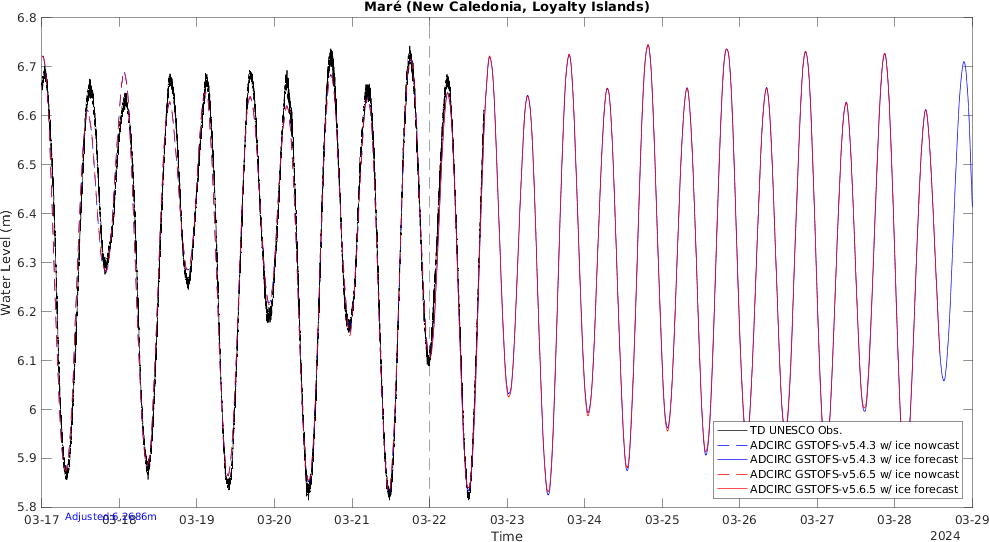 Maré (New Caledonia, Loyalty Islands)
6.8
6.7
6.6
6.5
6.4
6.3
6.2
6.1
6
5.9
5.8
Water Level (m)
TD UNESCO Obs.
ADCIRC GSTOFS-v5.4.3 w/ ice nowcast
ADCIRC GSTOFS-v5.4.3 w/ ice forecast
ADCIRC GSTOFS-v5.6.5 w/ ice nowcast
ADCIRC GSTOFS-v5.6.5 w/ ice forecast
03-17 03-18 03-19 03-20 03-21 03-22 03-23 03-24 03-25 03-26 03-27 03-28 03-29
Adjusted 6.2686m
Time
2024